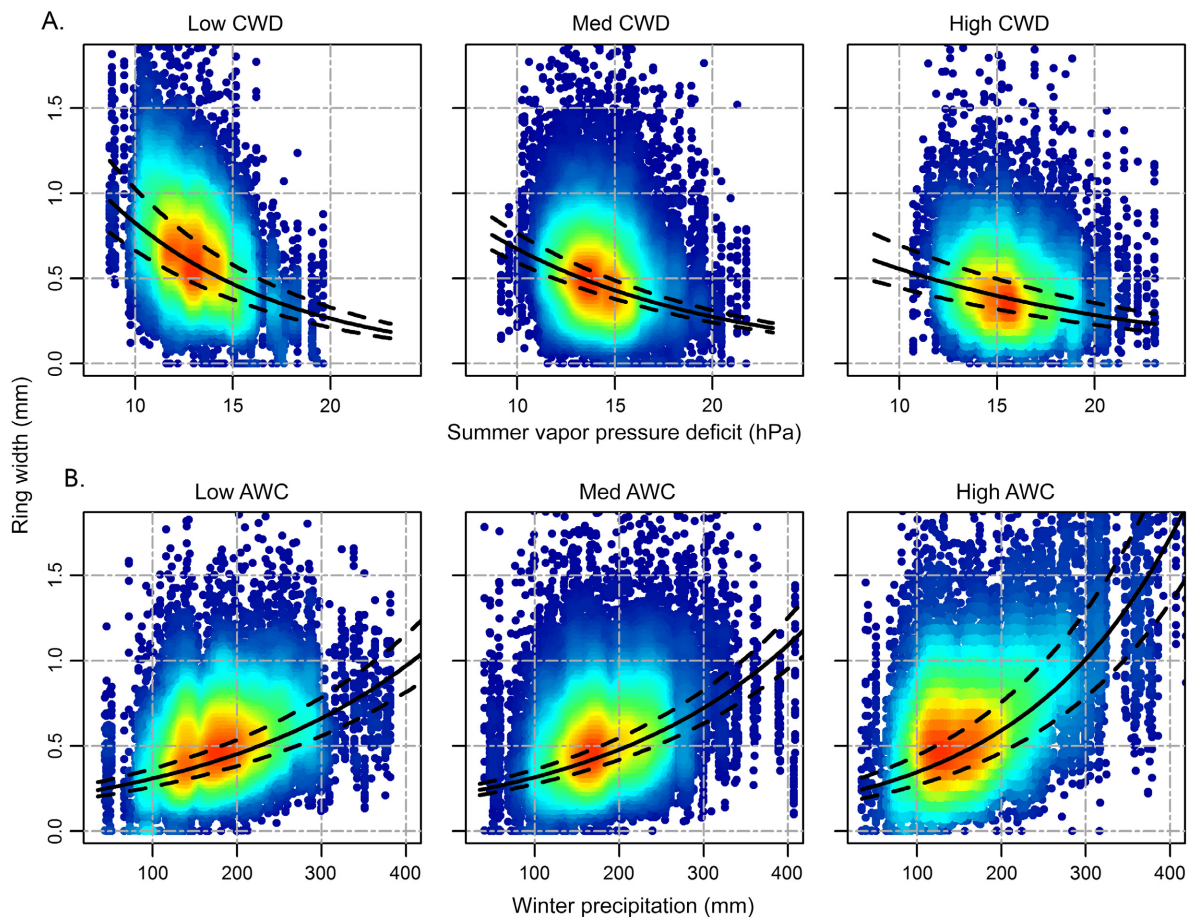 A.
Low CWD Med CWD High CWD
0.0 0.5 1.0 1.5
10 15 20 10 15 20 10 15 20
Summer vapor pressure deficit (hPa)
Ring width (mm)
B.
Low AWC Med AWC High AWC
0.0 0.5 1.0 1.5
100 200 300 400 100 200 300 400 100 200 300 400
Winter precipitation (mm)